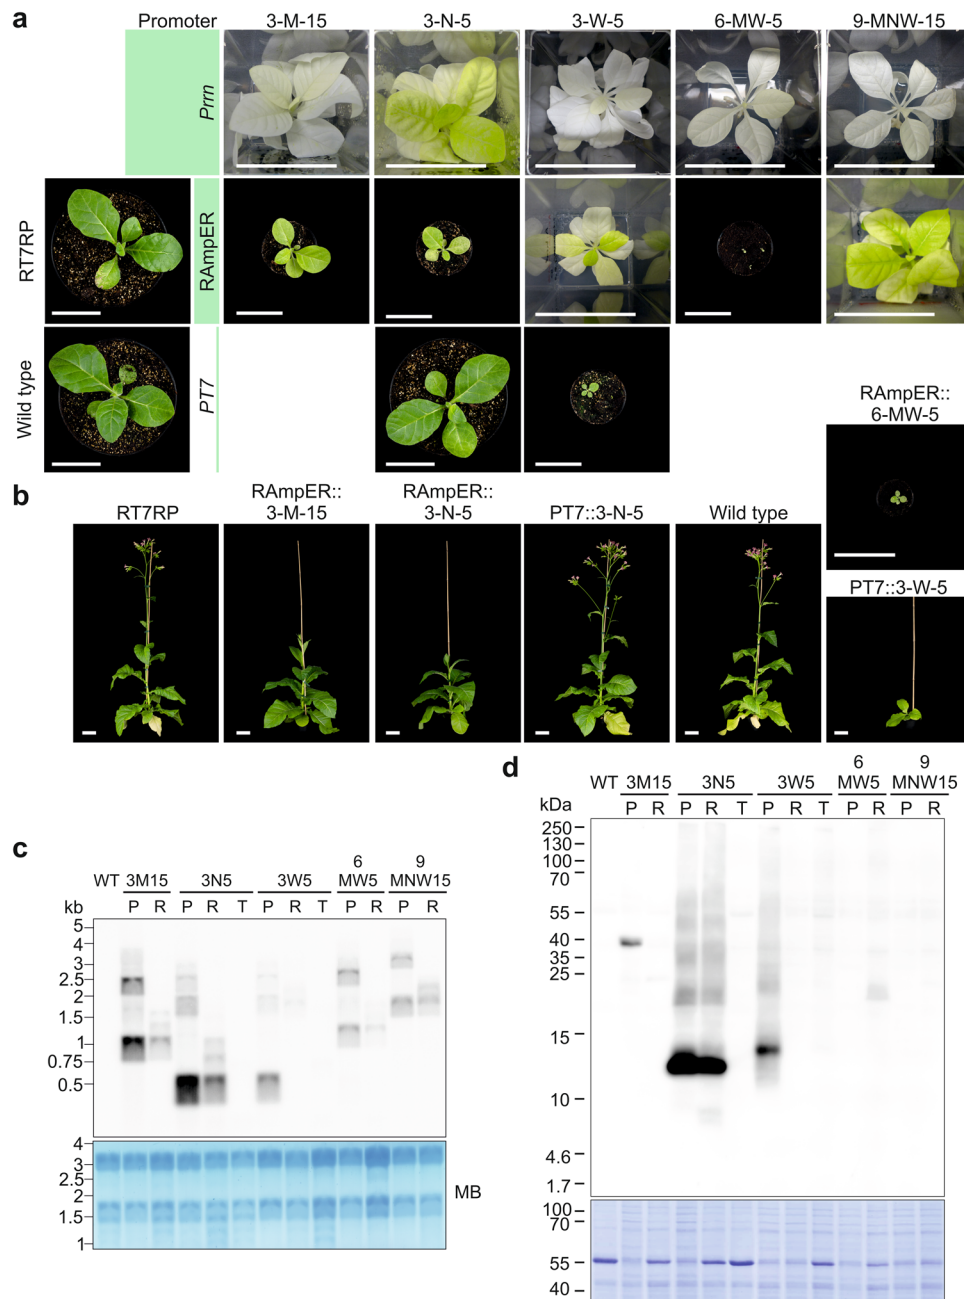 a
Promoter 3-M-15 3-N-5 3-W-5 6-MW-5 9-MNW-15
Prrn
RT7RP
RAmpER
Wild type
PT7
b
RT7RP
RAmpER::
3-M-15
RAmpER::
3-N-5
PT7::3-N-5
Wild type
RAmpER::
6-MW-5
PT7::3-W-5
c
WT 3M15 3N5 3W5 6 MW5 9 MNW15
kb P R P R T P R T P R P R
5
4
3
2.5
2
1.5
1
0.75
0.5
4
3
2.5
2
1.5
1
MB
d
WT 3M15 3N5 3W5 6 MW5 9 MNW15
kDa P R P R T P R T P R P R
250
130
100
70
55
40
35
25
15
10
4.6
1.7
100
70
55
40